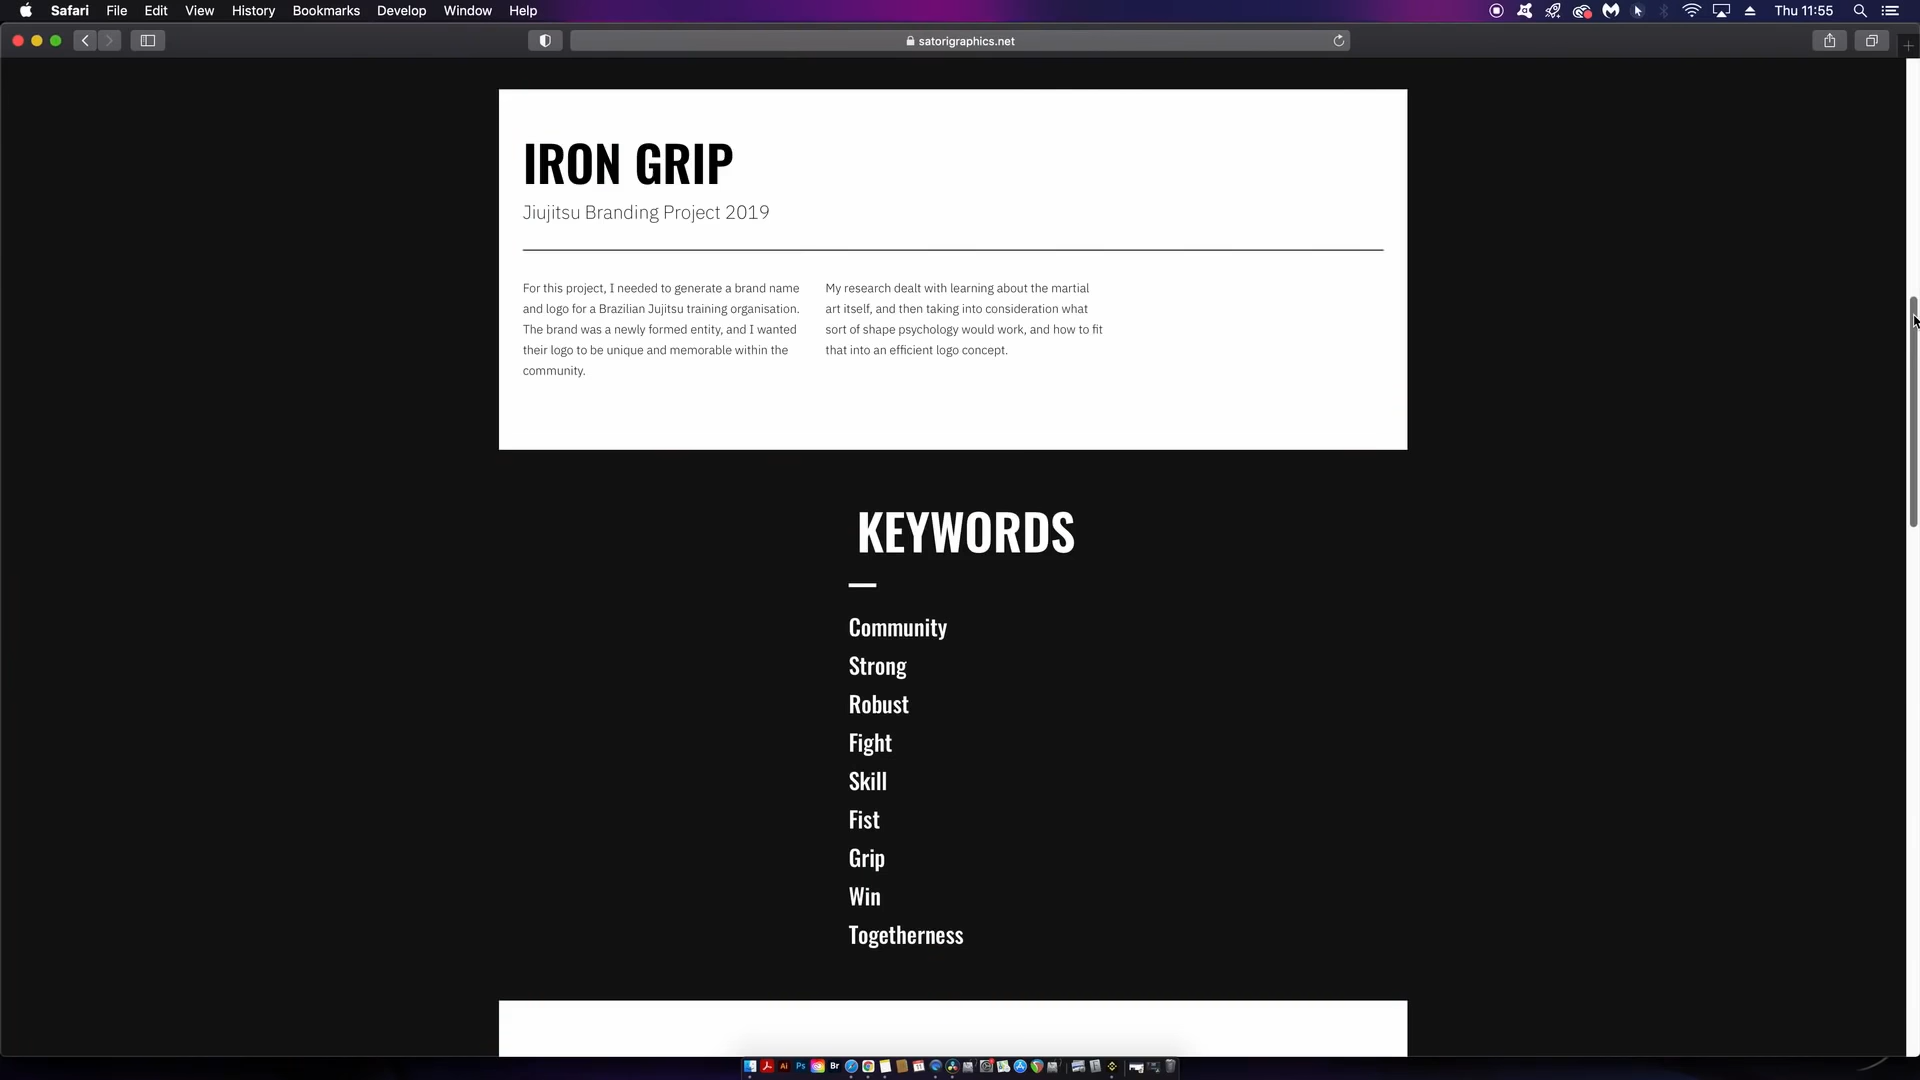 Safari File Edit View History Bookmarks Develop Window Help Thu 11:55
satorigraphics.net
IRON GRIP
Jiujitsu Branding Project 2019
For this project, I needed to generate a brand name
and logo for a Brazilian Jujitsu training organisation.
The brand was a newly formed entity, and I wanted
their logo to be unique and memorable within the
community.
My research dealt with learning about the martial
art itself, and then taking into consideration what
sort of shape psychology would work, and how to fit
that into an efficient logo concept.
KEYWORDS
Community
Strong
Robust
Fight
Skill
Fist
Grip
Win
Togetherness
Ai Ps Br